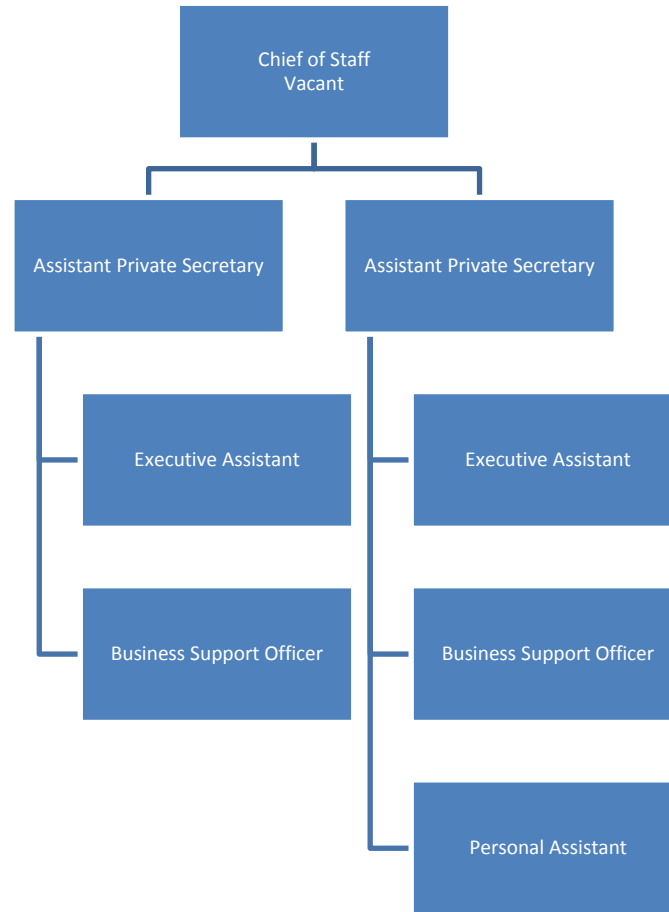 Chief of Staff
Vacant
Assistant Private Secretary
Assistant Private Secretary
Executive Assistant
Executive Assistant
Business Support Officer
Business Support Officer
Personal Assistant